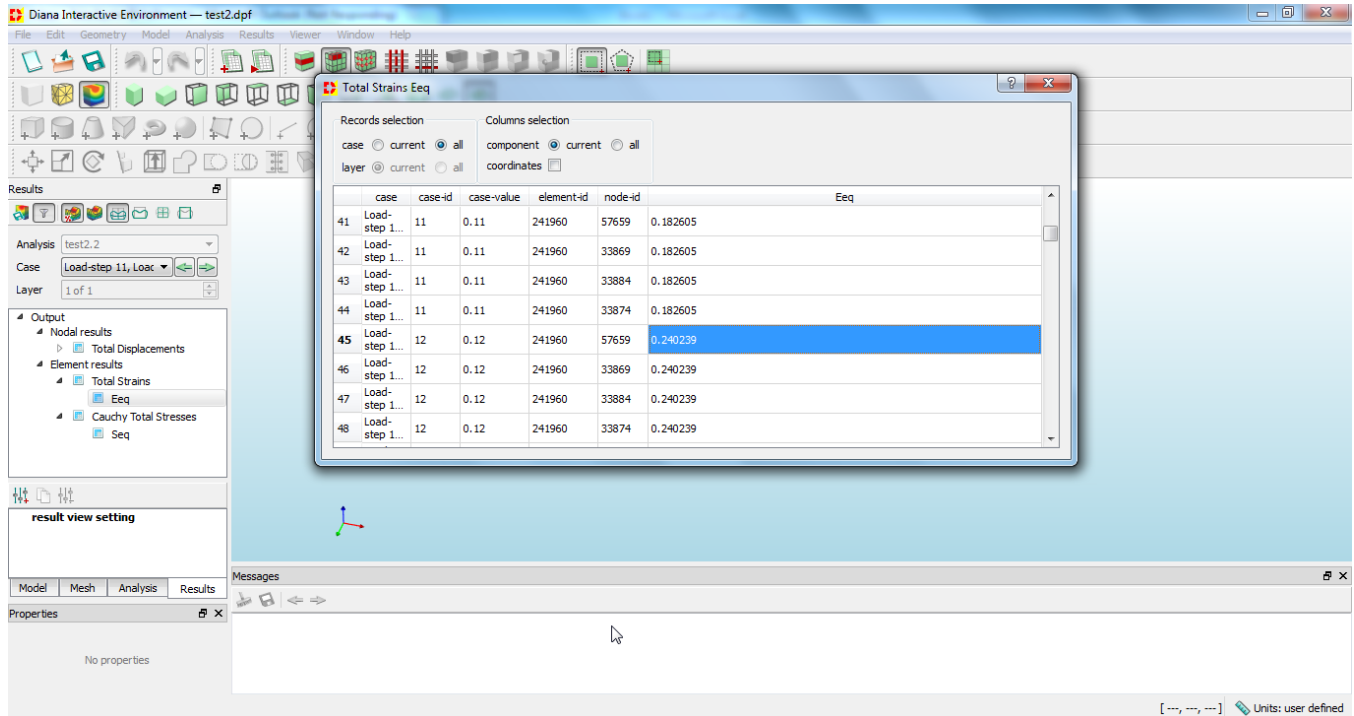 Diana Interactive Environment — test2.dpf
File Edit Geometry Model Analysis Results Viewer Window Help
Total Strains Eeq
Records selection Columns selection
case current all component current all
layer current all coordinates
case case-id case-value element-id node-id Eeq
41 Load-step 1... 11 0.11 241960 57659 0.182605
42 Load-step 1... 11 0.11 241960 33869 0.182605
43 Load-step 1... 11 0.11 241960 33884 0.182605
44 Load-step 1... 11 0.11 241960 33874 0.182605
45 Load-step 1... 12 0.12 241960 57659 0.240239
46 Load-step 1... 12 0.12 241960 33869 0.240239
47 Load-step 1... 12 0.12 241960 33884 0.240239
48 Load-step 1... 12 0.12 241960 33874 0.240239
Results
Analysis test2.2
Case Load-step 11, Loac
Layer 1 of 1
Output
Nodal results
Total Displacements
Element results
Total Strains
Eeq
Cauchy Total Stresses
Seq
result view setting
Model Mesh Analysis Results
Properties
No properties
Messages
[ ---, ---, --- ] Units: user defined